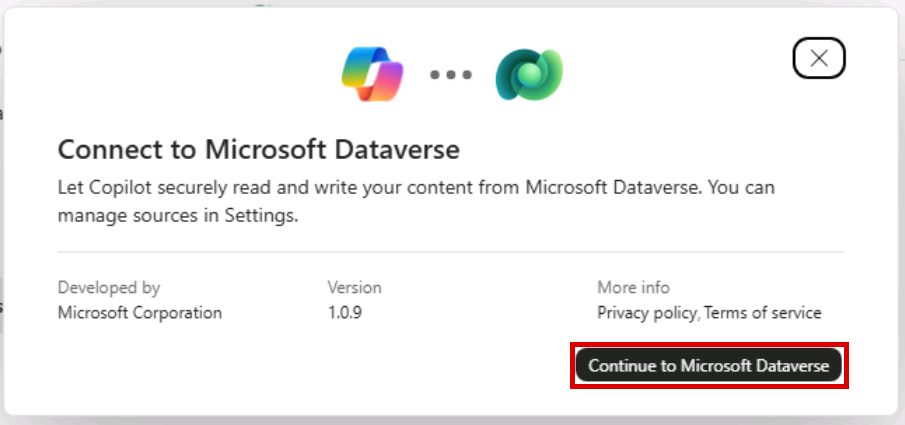 Connect to Microsoft Dataverse
Let Copilot securely read and write your content from Microsoft Dataverse. You can
manage sources in Settings.
Developed by
Microsoft Corporation
Version
1.0.9
More info
Privacy policy, Terms of service
Continue to Microsoft Dataverse